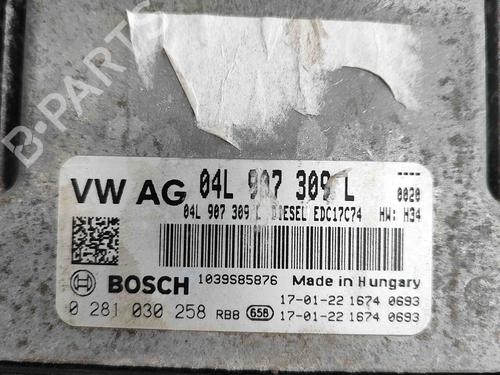 B-PARTS
VW AG 04L 907 309 L 0020
04L 907 309 L DIESEL EDC17C74 HW: H34
BOSCH 1039S85876 Made in Hungary
17-01-22 1674 0693
0 281 030 258 RB8 658 17-01-22 1674 0693